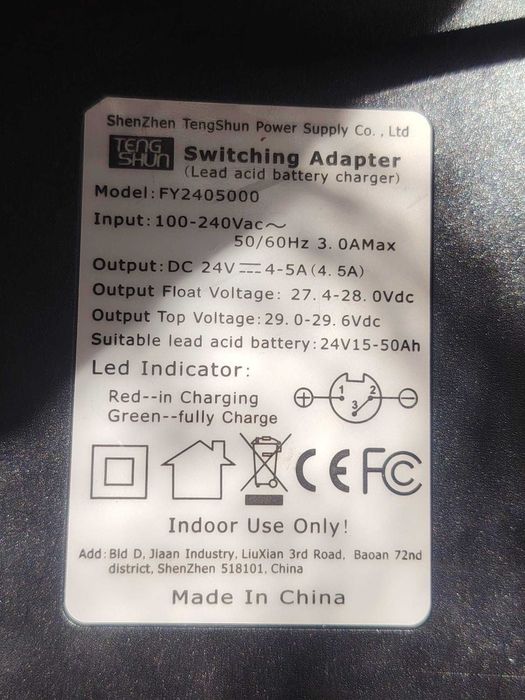 ShenZhen TengShun Power Supply Co., Ltd
TENG
SHUN
Switching Adapter
(Lead acid battery charger)
Model: FY2405000
Input: 100-240Vac～
50/60Hz 3.0AMax
Output: DC 24V⎓4-5A(4.5A)
Output Float Voltage: 27.4-28.0Vdc
Output Top Voltage: 29.0-29.6Vdc
Suitable lead acid battery: 24V15-50Ah
Led Indicator:
Red--in Charging
Green--fully Charge
+ 1 2 −
3
CE FC
Indoor Use Only!
Add: Bld D, Jiaan Industry, LiuXian 3rd Road, Baoan 72nd
district, ShenZhen 518101, China
Made In China